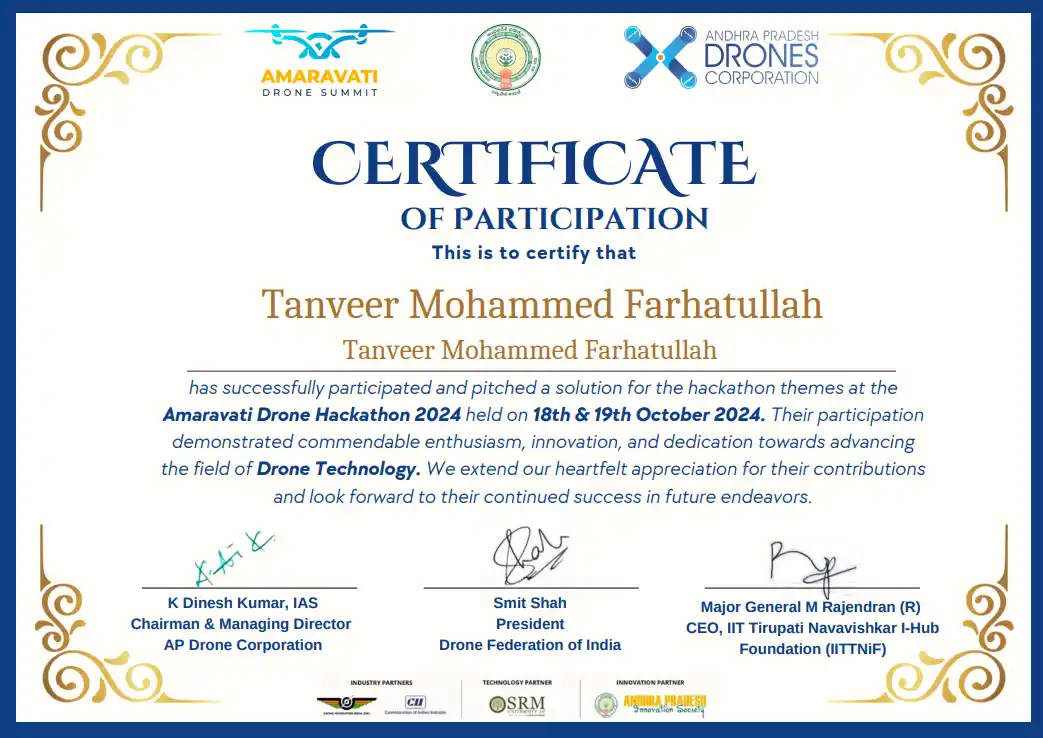 AMARAVATI
DRONE SUMMIT
ANDHRA PRADESH
DRONES
CORPORATION
CERTIFICATE
OF PARTICIPATION
This is to certify that
Tanveer Mohammed Farhatullah
Tanveer Mohammed Farhatullah
has successfully participated and pitched a solution for the hackathon themes at the
Amaravati Drone Hackathon 2024 held on 18th & 19th October 2024. Their participation
demonstrated commendable enthusiasm, innovation, and dedication towards advancing
the field of Drone Technology. We extend our heartfelt appreciation for their contributions
and look forward to their continued success in future endeavors.
K Dinesh Kumar, IAS
Chairman & Managing Director
AP Drone Corporation
Smit Shah
President
Drone Federation of India
Major General M Rajendran (R)
CEO, IIT Tirupati Navavishkar I-Hub
Foundation (IITTNiF)
INDUSTRY PARTNERS
CII
Confederation of Indian Industry
TECHNOLOGY PARTNER
SRM
UNIVERSITY AP
INNOVATION PARTNER
ANDHRA PRADESH
Innovation Society